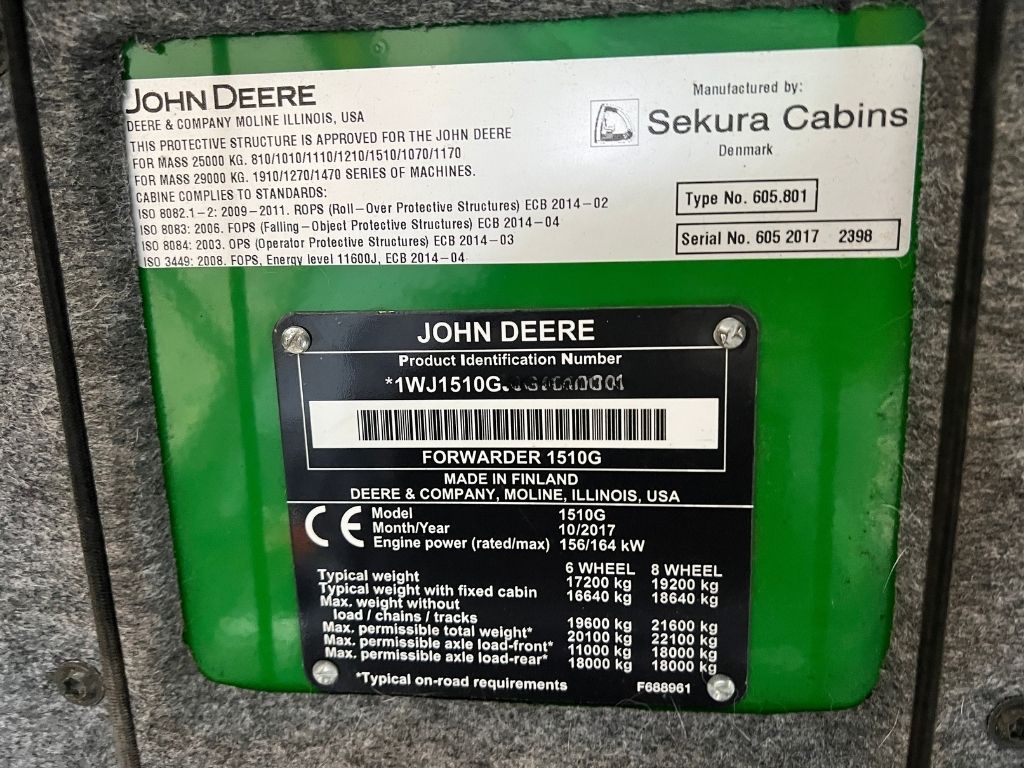 JOHN DEERE
DEERE & COMPANY MOLINE ILLINOIS, USA
THIS PROTECTIVE STRUCTURE IS APPROVED FOR THE JOHN DEERE
FOR MASS 25000 KG. 810/1010/1110/1210/1510/1070/1170
FOR MASS 29000 KG. 1910/1270/1470 SERIES OF MACHINES.
CABINE COMPLIES TO STANDARDS:
ISO 8082.1-2: 2009-2011. ROPS (Roll-Over Protective Structures) ECB 2014-02
ISO 8083: 2006. FOPS (Falling-Object Protective Structures) ECB 2014-04
ISO 8084: 2003. OPS (Operator Protective Structures) ECB 2014-03
ISO 3449: 2008. FOPS, Energy level 11600J, ECB 2014-04
Manufactured by:
Sekura Cabins
Denmark
Type No. 605.801
Serial No. 605 2017 2398
JOHN DEERE
Product Identification Number
FORWARDER 1510G
MADE IN FINLAND
DEERE & COMPANY, MOLINE, ILLINOIS, USA
CE
Model 1510G
Month/Year 10/2017
Engine power (rated/max) 156/164 kW
6 WHEEL 8 WHEEL
Typical weight 17200 kg 19200 kg
Typical weight with fixed cabin 16640 kg 18640 kg
Max. weight without
load / chains / tracks 19600 kg 21600 kg
Max. permissible total weight* 20100 kg 22100 kg
Max. permissible axle load-front* 11000 kg 18000 kg
Max. permissible axle load-rear* 18000 kg 18000 kg
*Typical on-road requirements F688961